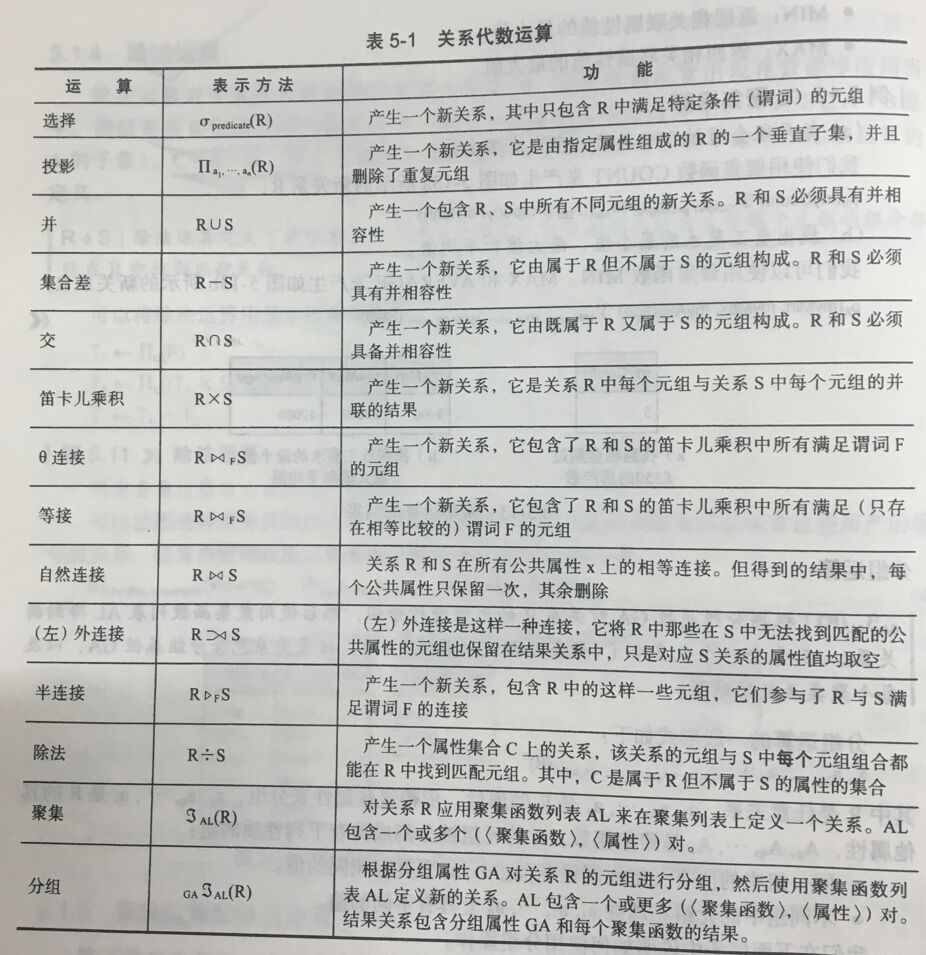 表 5-1 关系代数运算
运 算 表 示 方 法 功 能
选择 σpredicate(R) 产生一个新关系，其中只包含 R 中满足特定条件（谓词）的元组
投影 Πa₁, …, aₙ(R) 产生一个新关系，它是由指定属性组成的 R 的一个垂直子集，并且
删除了重复元组
并 R∪S 产生一个包含 R、S 中所有不同元组的新关系。R 和 S 必须具有并相
容性
集合差 R－S 产生一个新关系，它由属于 R 但不属于 S 的元组构成。R 和 S 必须
具有并相容性
交 R∩S 产生一个新关系，它由既属于 R 又属于 S 的元组构成。R 和 S 必须
具备并相容性
笛卡儿乘积 R×S 产生一个新关系，它是关系 R 中每个元组与关系 S 中每个元组的并
联的结果
θ 连接 R ⋈FS 产生一个新关系，它包含了 R 和 S 的笛卡儿乘积中所有满足谓词 F
的元组
等接 R ⋈FS 产生一个新关系，它包含了 R 和 S 的笛卡儿乘积中所有满足（只存
在相等比较的）谓词 F 的元组
自然连接 R ⋈ S 关系 R 和 S 在所有公共属性 x 上的相等连接。但得到的结果中，每
个公共属性只保留一次，其余删除
（左）外连接 R ⟕ S （左）外连接是这样一种连接，它将 R 中那些在 S 中无法找到匹配的公
共属性的元组也保留在结果关系中，只是对应 S 关系的属性值均取空
半连接 R ▷FS 产生一个新关系，包含 R 中的这样一些元组，它们参与了 R 与 S 满
足谓词 F 的连接
除法 R÷S 产生一个属性集合 C 上的关系，该关系的元组与 S 中每个元组组合都
能在 R 中找到匹配元组。其中，C 是属于 R 但不属于 S 的属性的集合
聚集 ℑAL(R) 对关系 R 应用聚集函数列表 AL 来在聚集列表上定义一个关系。AL
包含一个或多个（〈聚集函数〉，〈属性〉）对。
分组 GA ℑAL(R) 根据分组属性 GA 对关系 R 的元组进行分组，然后使用聚集函数列
表 AL 定义新的关系。AL 包含一个或更多（〈聚集函数〉，〈属性〉）对。
结果关系包含分组属性 GA 和每个聚集函数的结果。